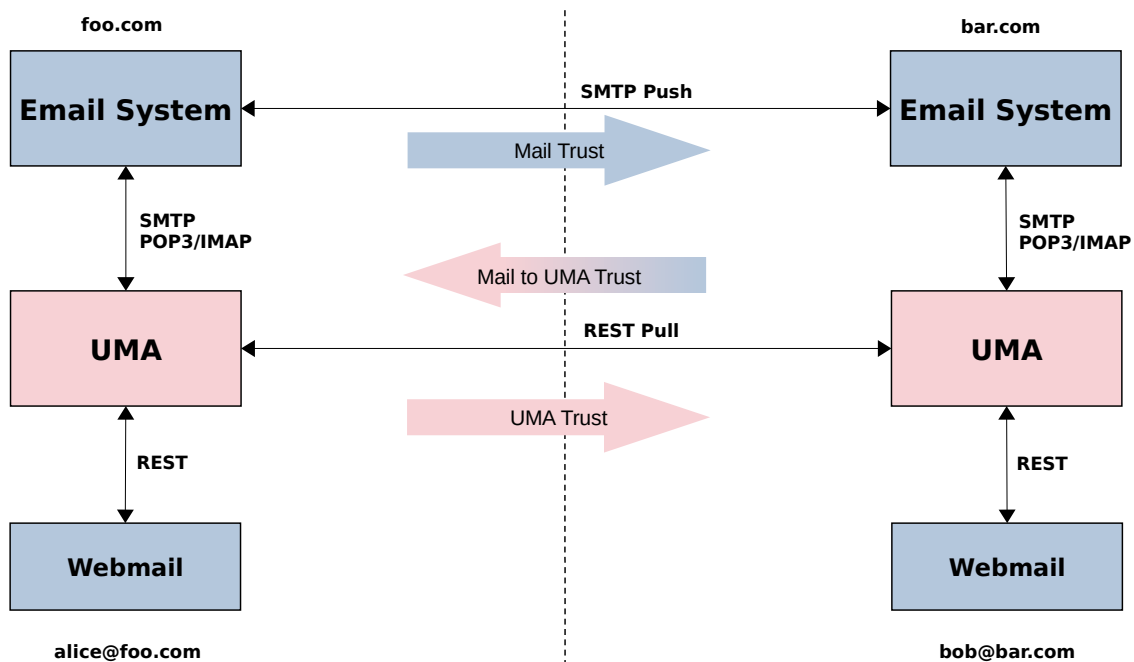 foo.com
bar.com
Email System
SMTP Push
Email System
Mail Trust
SMTP
POP3/IMAP
SMTP
POP3/IMAP
Mail to UMA Trust
UMA
REST Pull
UMA
UMA Trust
REST
REST
Webmail
Webmail
alice@foo.com
bob@bar.com